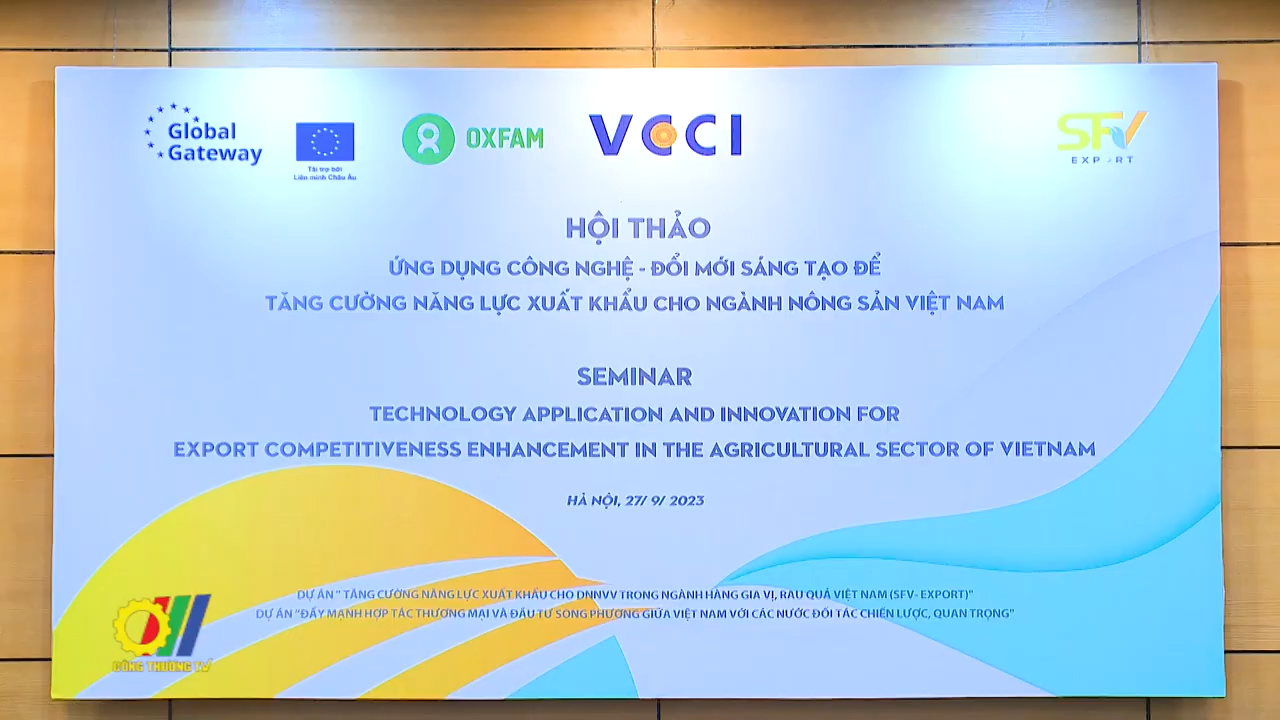 Global
Gateway
Tài trợ bởi
Liên minh Châu Âu
OXFAM
VCCI
SFV
EXPORT
HỘI THẢO
ỨNG DỤNG CÔNG NGHỆ - ĐỔI MỚI SÁNG TẠO ĐỂ
TĂNG CƯỜNG NĂNG LỰC XUẤT KHẨU CHO NGÀNH NÔNG SẢN VIỆT NAM
SEMINAR
TECHNOLOGY APPLICATION AND INNOVATION FOR
EXPORT COMPETITIVENESS ENHANCEMENT IN THE AGRICULTURAL SECTOR OF VIETNAM
HÀ NỘI, 27/ 9/ 2023
DỰ ÁN " TĂNG CƯỜNG NĂNG LỰC XUẤT KHẨU CHO DNNVV TRONG NGÀNH HÀNG GIA VỊ, RAU QUẢ VIỆT NAM (SFV- EXPORT)"
DỰ ÁN "ĐẨY MẠNH HỢP TÁC THƯƠNG MẠI VÀ ĐẦU TƯ SONG PHƯƠNG GIỮA VIỆT NAM VỚI CÁC NƯỚC ĐỐI TÁC CHIẾN LƯỢC, QUAN TRỌNG"
CÔNG THƯƠNG TV